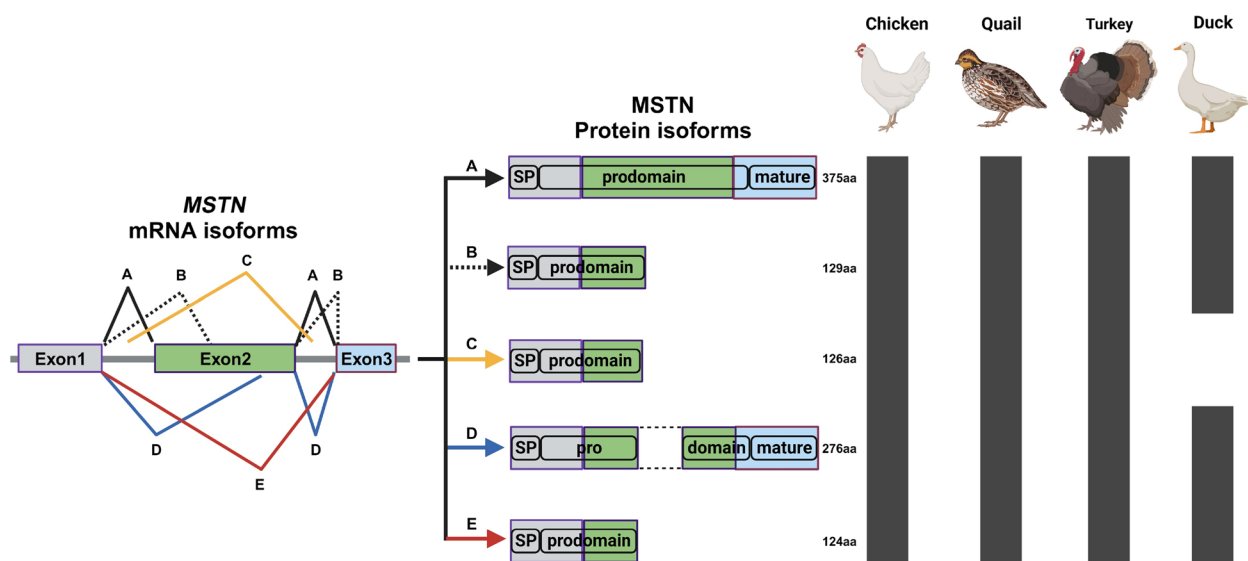 Chicken
Quail
Turkey
Duck
MSTN
Protein isoforms
MSTN
mRNA isoforms
A
B
C
A
B
Exon1
Exon2
Exon3
D
D
E
A
SP
prodomain
mature
375aa
B
SP
prodomain
129aa
C
SP
prodomain
126aa
D
SP
pro
domain
mature
276aa
E
SP
prodomain
124aa